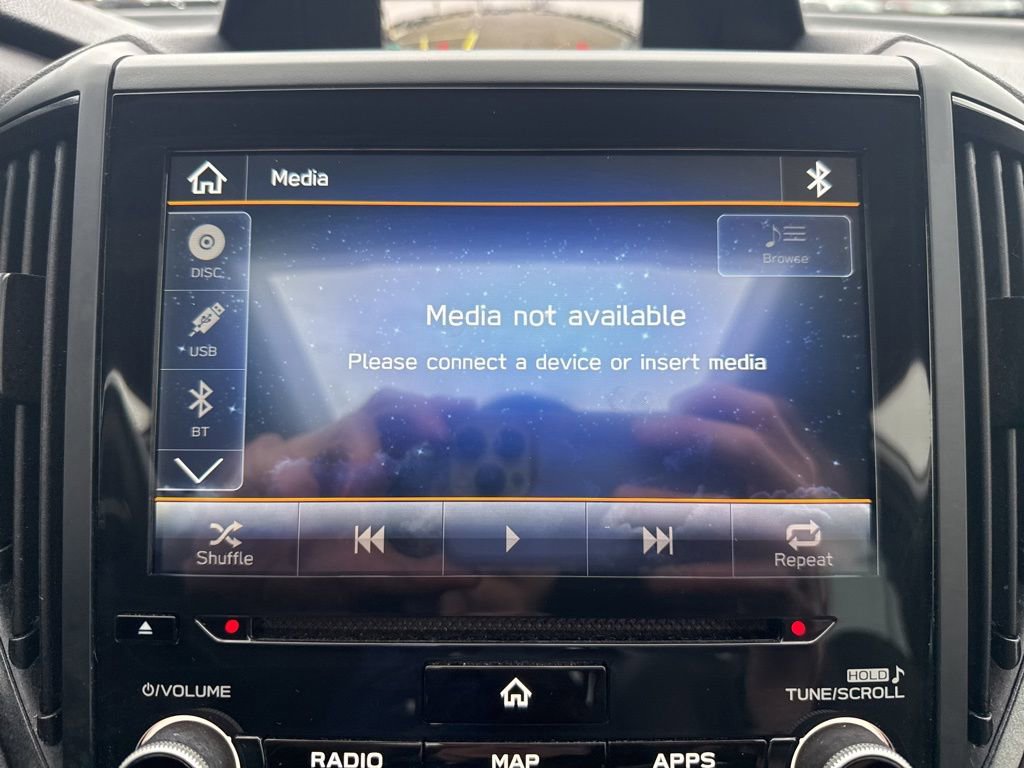 Media
DISC
USB
BT
Browse
Media not available
Please connect a device or insert media
Shuffle
Repeat
/VOLUME
HOLD
TUNE/SCROLL
RADIO
MAP
APPS